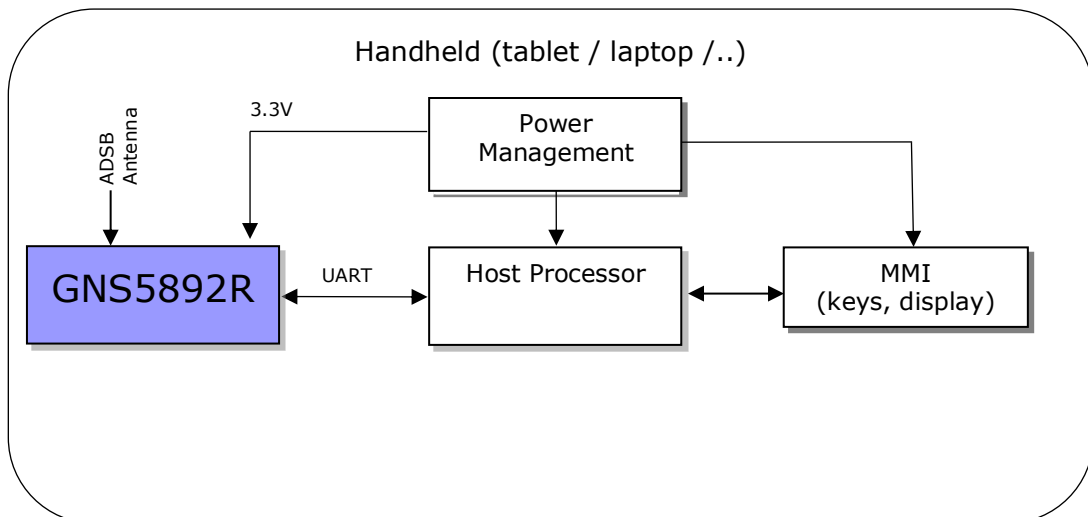 Handheld (tablet / laptop /..)
3.3V
ADSB
Antenna
Power
Management
GNS5892R
UART
Host Processor
MMI
(keys, display)